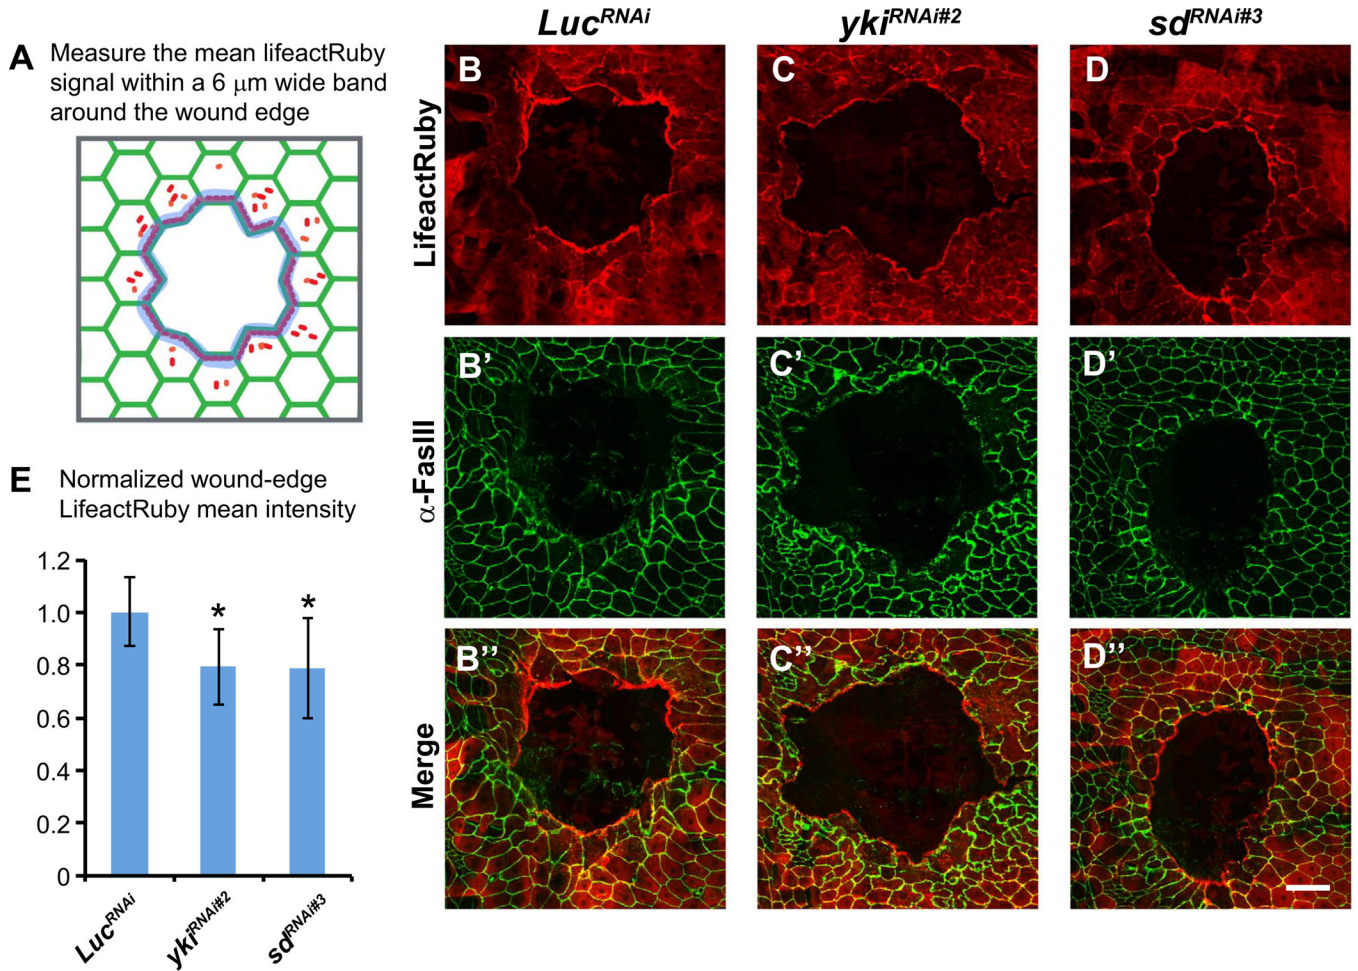 Luc^RNAi yki^RNAi#2 sd^RNAi#3
A Measure the mean lifeactRuby
signal within a 6 μm wide band
around the wound edge
LifeactRuby
B C D
α-FasIII
B’ C’ D’
Merge
B’’ C’’ D’’
E Normalized wound-edge
LifeactRuby mean intensity
1.2
1.0
0.8
0.6
0.4
0.2
0
* *
Luc^RNAi yki^RNAi#2 sd^RNAi#3